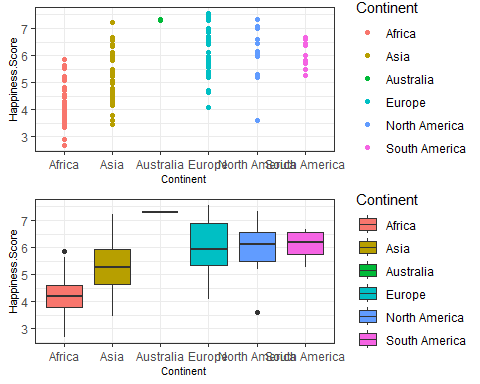 Continent
Africa
Asia
Australia
Europe
North America
South America
Happiness.Score
7
6
5
4
3
Africa Asia Australia Europe North America South America
Continent
Continent
Africa
Asia
Australia
Europe
North America
South America
Happiness.Score
7
6
5
4
3
Africa Asia Australia Europe North America South America
Continent